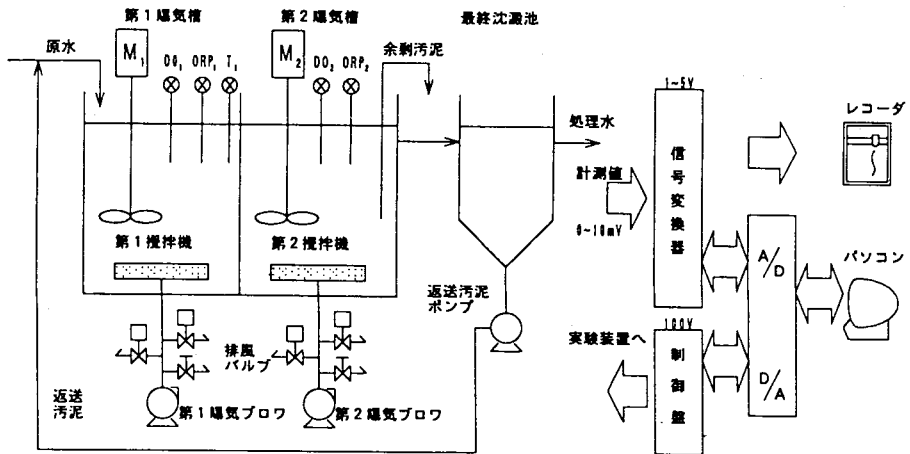 第1曝気槽
第2曝気槽
最終沈澱池
原水
M1
DO1 ORP1 T1
M2
DO2 ORP2
余剰汚泥
処理水
計測値
0~10mV
1~5V
信号変換器
レコーダ
第1攪拌機
第2攪拌機
返送汚泥
ポンプ
A/D
パソコン
排風
バルブ
実験装置へ
100V
制御盤
D/A
返送
汚泥
第1曝気ブロワ
第2曝気ブロワ